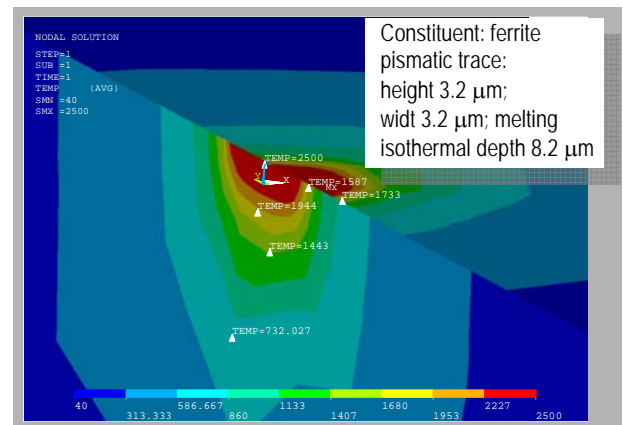 NODAL SOLUTION
STEP=1
SUB =1
TIME=1
TEMP (AVG)
SMN =40
SMX =2500
Constituent: ferrite
pismatic trace:
height 3.2 μm;
widt 3.2 μm; melting
isothermal depth 8.2 μm
TEMP=2500
Y
X
TEMP=1587
MX
TEMP=1733
TEMP=1944
TEMP=1443
TEMP=732.027
40 586.667 1133 1680 2227
313.333 860 1407 1953 2500